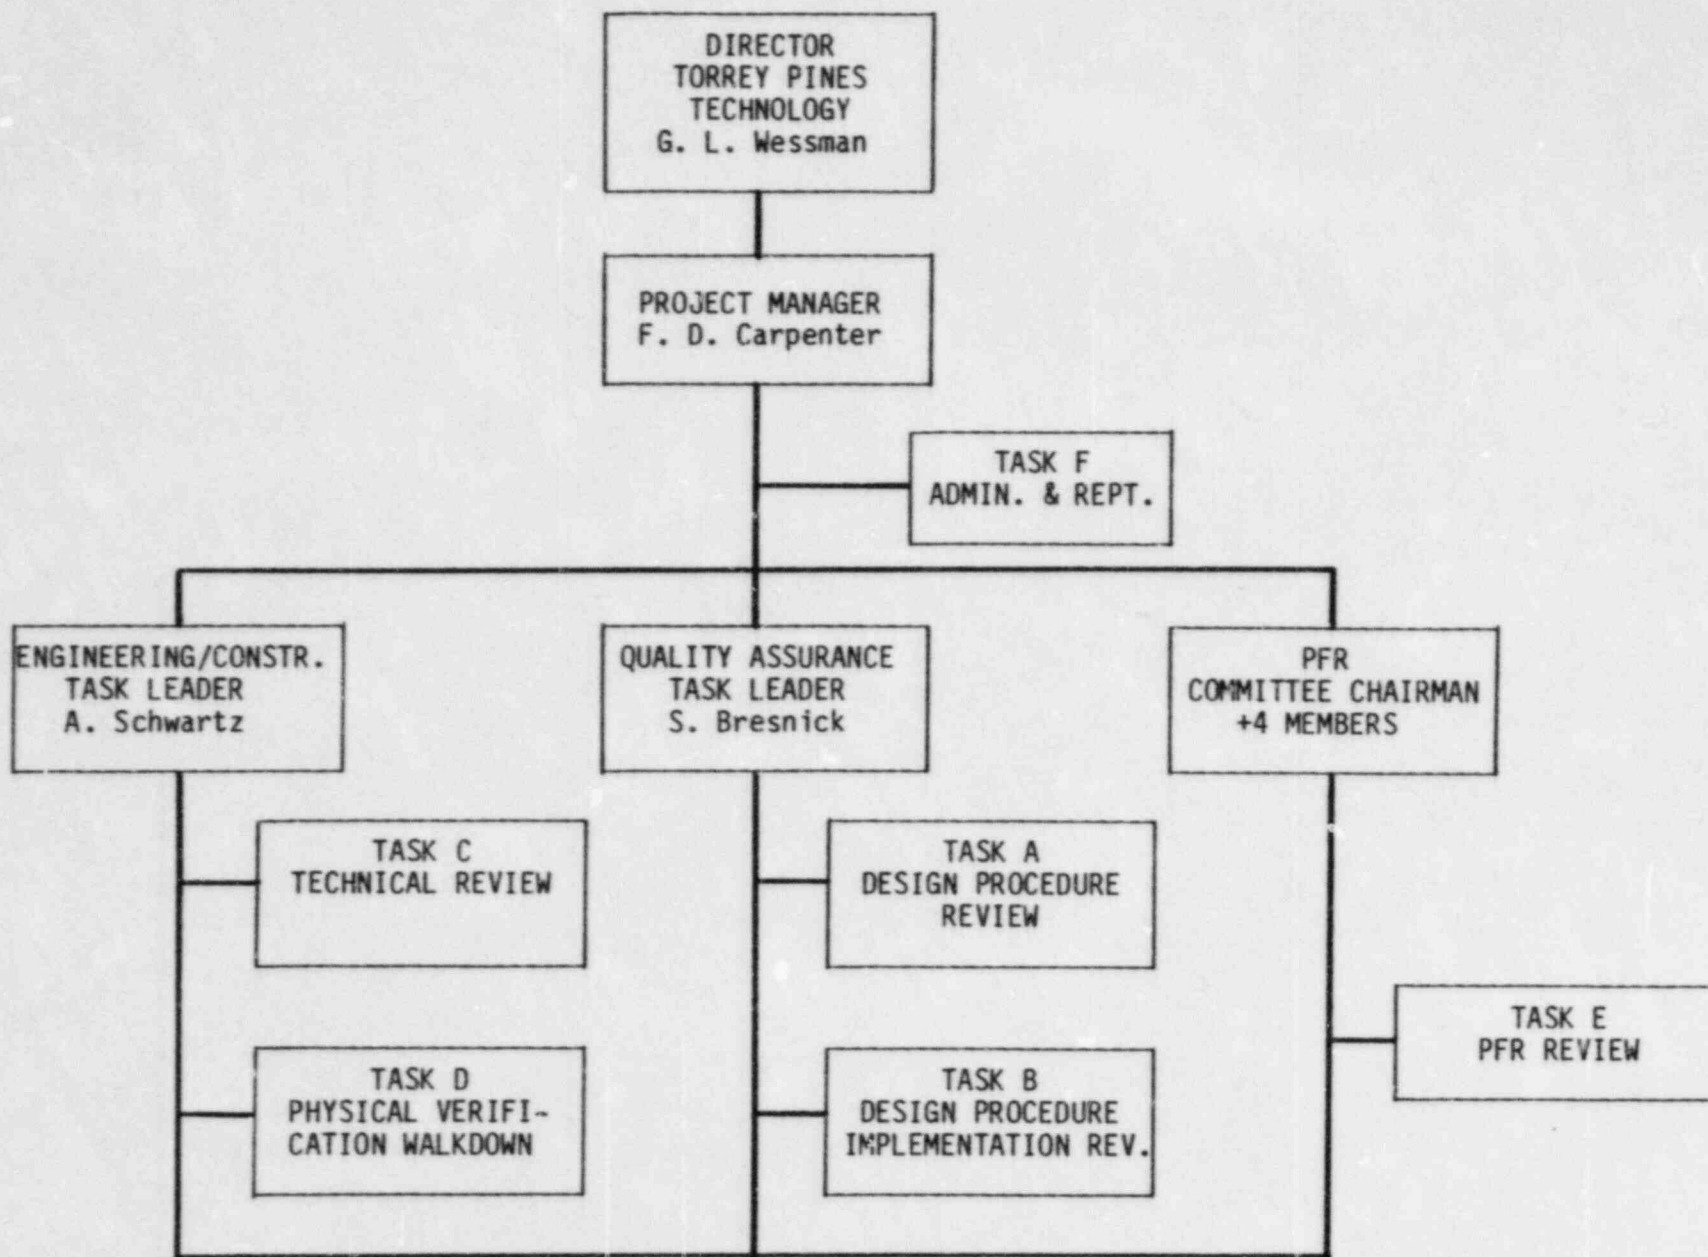 DIRECTOR
TORREY PINES
TECHNOLOGY
G. L. Wessman
PROJECT MANAGER
F. D. Carpenter
TASK F
ADMIN. & REPT.
ENGINEERING/CONSTR.
TASK LEADER
A. Schwartz
QUALITY ASSURANCE
TASK LEADER
S. Bresnick
PFR
COMMITTEE CHAIRMAN
+4 MEMBERS
TASK C
TECHNICAL REVIEW
TASK A
DESIGN PROCEDURE
REVIEW
TASK E
PFR REVIEW
TASK D
PHYSICAL VERIFI-
CATION WALKDOWN
TASK B
DESIGN PROCEDURE
IMPLEMENTATION REV.